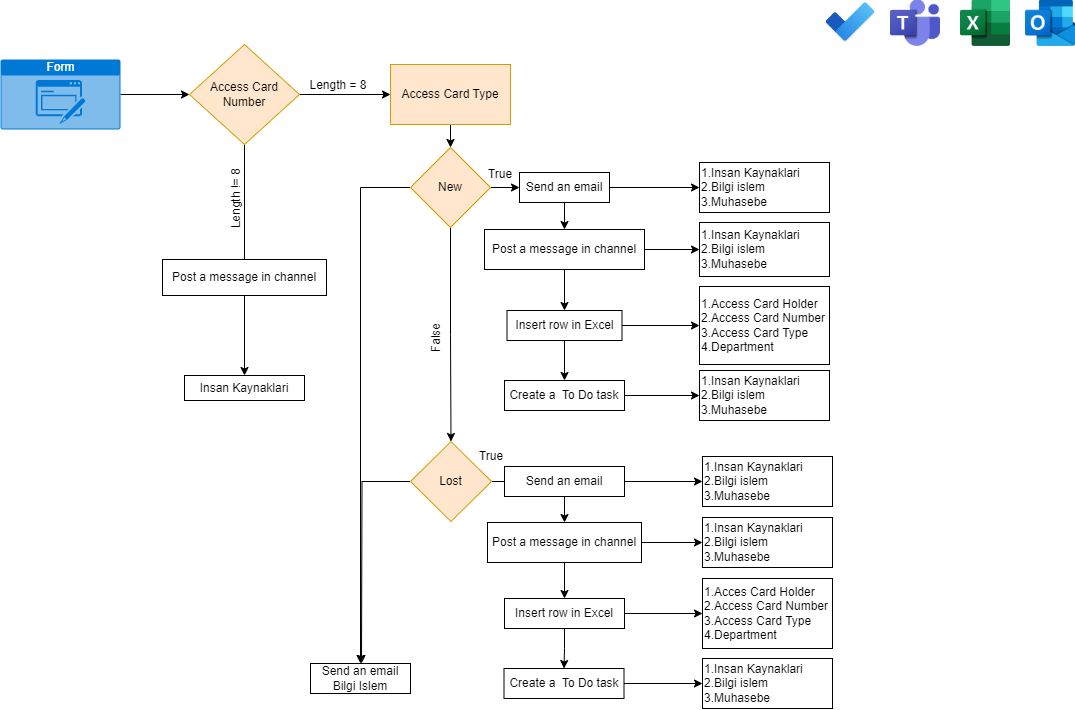 T
X
O
Form
Access Card
Number
Length = 8
Access Card Type
Length != 8
New
True
Send an email
1.Insan Kaynaklari
2.Bilgi islem
3.Muhasebe
Post a message in channel
1.Insan Kaynaklari
2.Bilgi islem
3.Muhasebe
Post a message in channel
Insert row in Excel
1.Access Card Holder
2.Access Card Number
3.Access Card Type
4.Department
False
Insan Kaynaklari
Create a  To Do task
1.Insan Kaynaklari
2.Bilgi islem
3.Muhasebe
Lost
True
Send an email
1.Insan Kaynaklari
2.Bilgi islem
3.Muhasebe
Post a message in channel
1.Insan Kaynaklari
2.Bilgi islem
3.Muhasebe
Insert row in Excel
1.Acces Card Holder
2.Access Card Number
3.Access Card Type
4.Department
Send an email
Bilgi Islem
Create a  To Do task
1.Insan Kaynaklari
2.Bilgi islem
3.Muhasebe